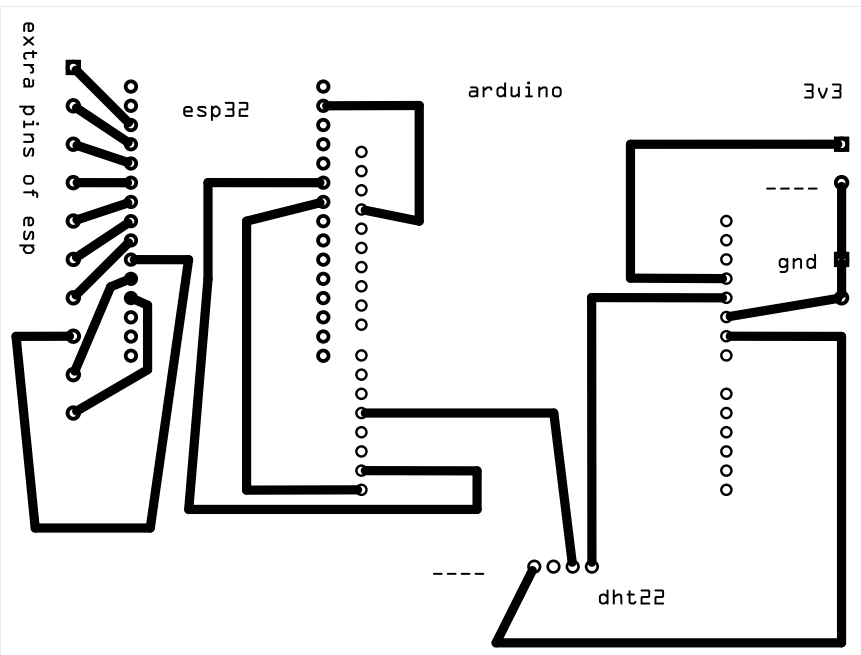 extra pins of esp
esp32
arduino
3v3
----
gnd
----
dht22